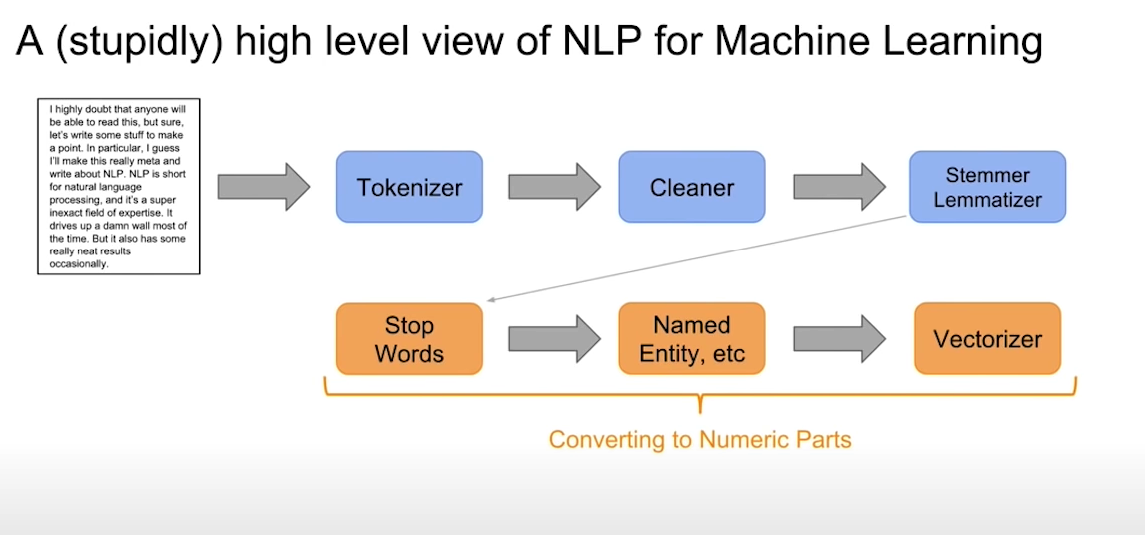 A (stupidly) high level view of NLP for Machine Learning
I highly doubt that anyone will
be able to read this, but sure,
let's write some stuff to make
a point. In particular, I guess
I'll make this really meta and
write about NLP. NLP is short
for natural language
processing, and it's a super
inexact field of expertise. It
drives up a damn wall most of
the time. But it also has some
really neat results
occasionally.
Tokenizer
Cleaner
Stemmer
Lemmatizer
Stop
Words
Named
Entity, etc
Vectorizer
Converting to Numeric Parts